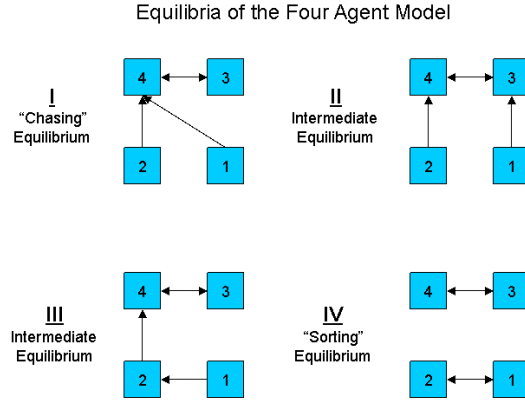 Equilibria of the Four Agent Model
4 3
I
"Chasing"
Equilibrium
2 1
4 3
II
Intermediate
Equilibrium
2 1
4 3
III
Intermediate
Equilibrium
2 1
4 3
IV
"Sorting"
Equilibrium
2 1